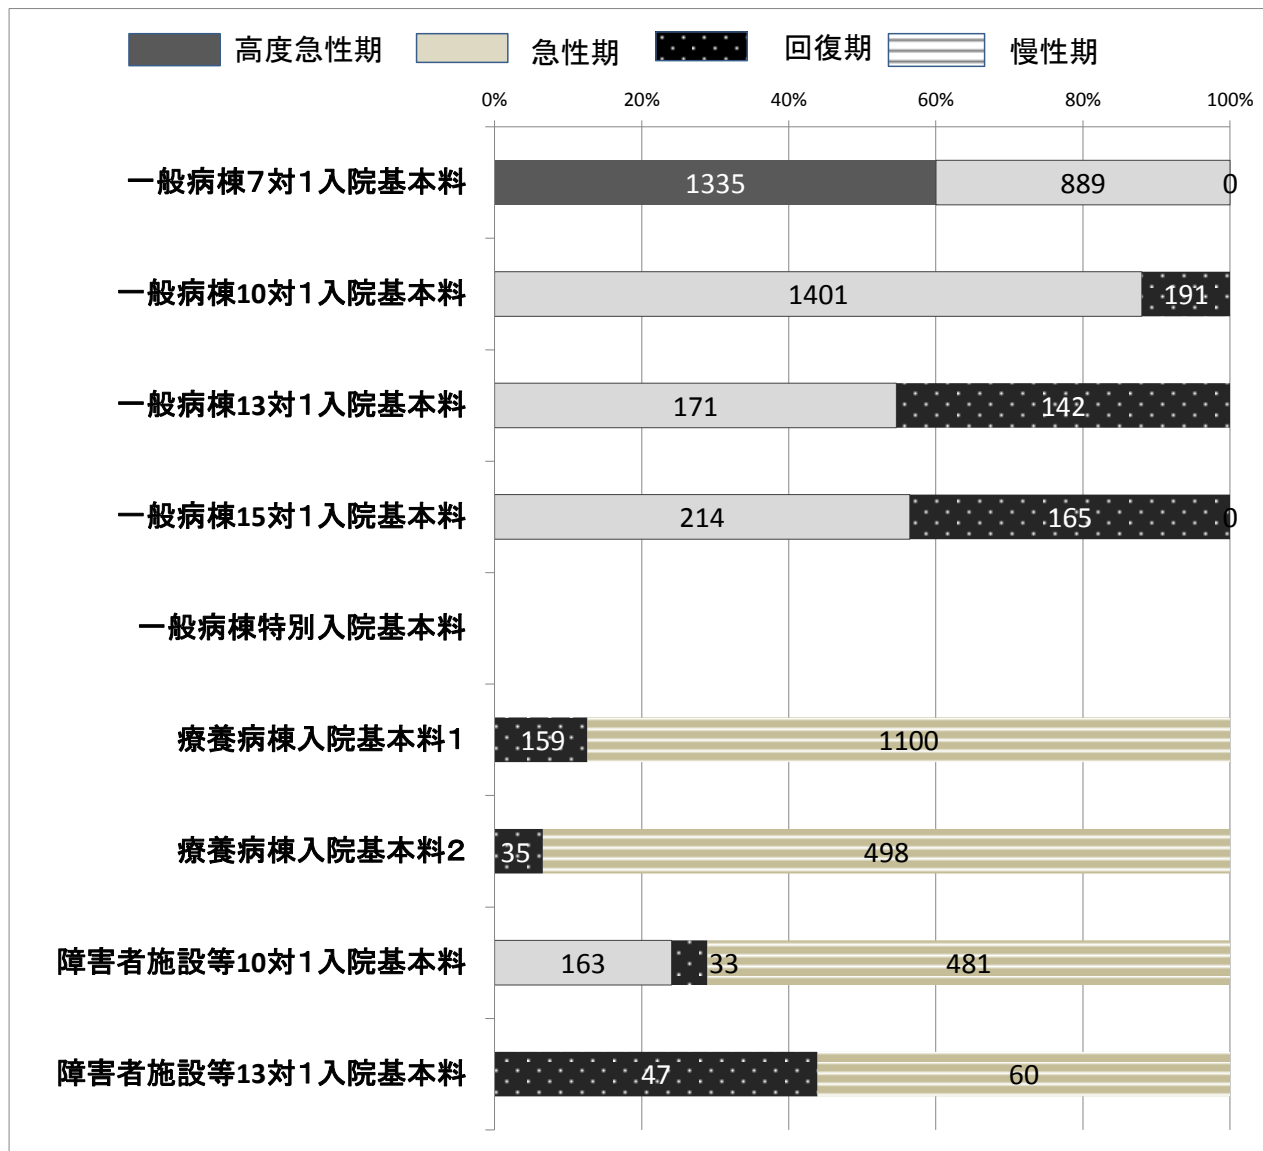 高度急性期 急性期 回復期 慢性期
0% 20% 40% 60% 80% 100%
一般病棟７対１入院基本料 1335 889 0
一般病棟10対１入院基本料 1401 191
一般病棟13対１入院基本料 171 142
一般病棟15対１入院基本料 214 165 0
一般病棟特別入院基本料
療養病棟入院基本料１ 159 1100
療養病棟入院基本料２ 35 498
障害者施設等10対１入院基本料 163 33 481
障害者施設等13対１入院基本料 47 60